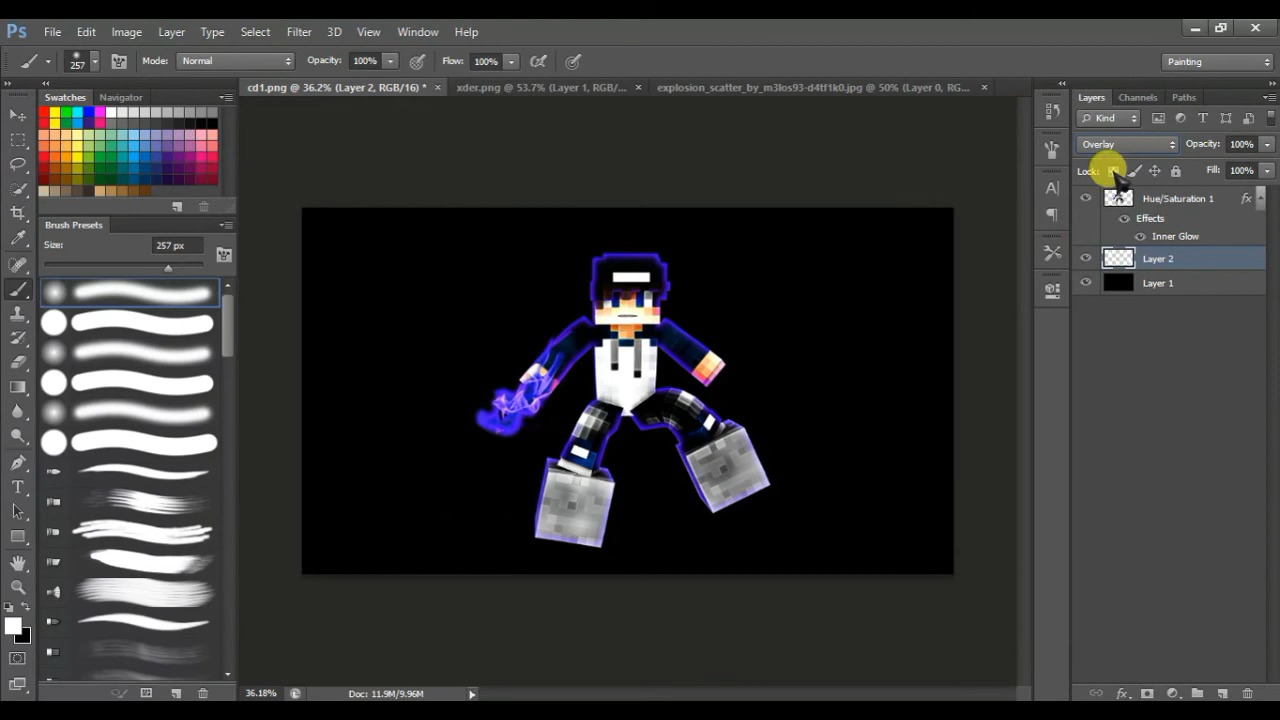 Ps File Edit Image Layer Type Select Filter 3D View Window Help
257 Mode: Normal Opacity: 100% Flow: 100% Painting
Swatches Navigator
cd1.png @ 36.2% (Layer 2, RGB/16) * × xder.png @ 53.7% (Layer 1, RGB/... × explosion_scatter_by_m3los93-d4tf1k0.jpg @ 50% (Layer 0, RG... ×
Layers Channels Paths
Kind
Overlay Opacity: 100%
Lock: Fill: 100%
Hue/Saturation 1 fx
Effects
Inner Glow
Layer 2
Layer 1
Brush Presets
Size: 257 px
36.18% Doc: 11.9M/9.96M